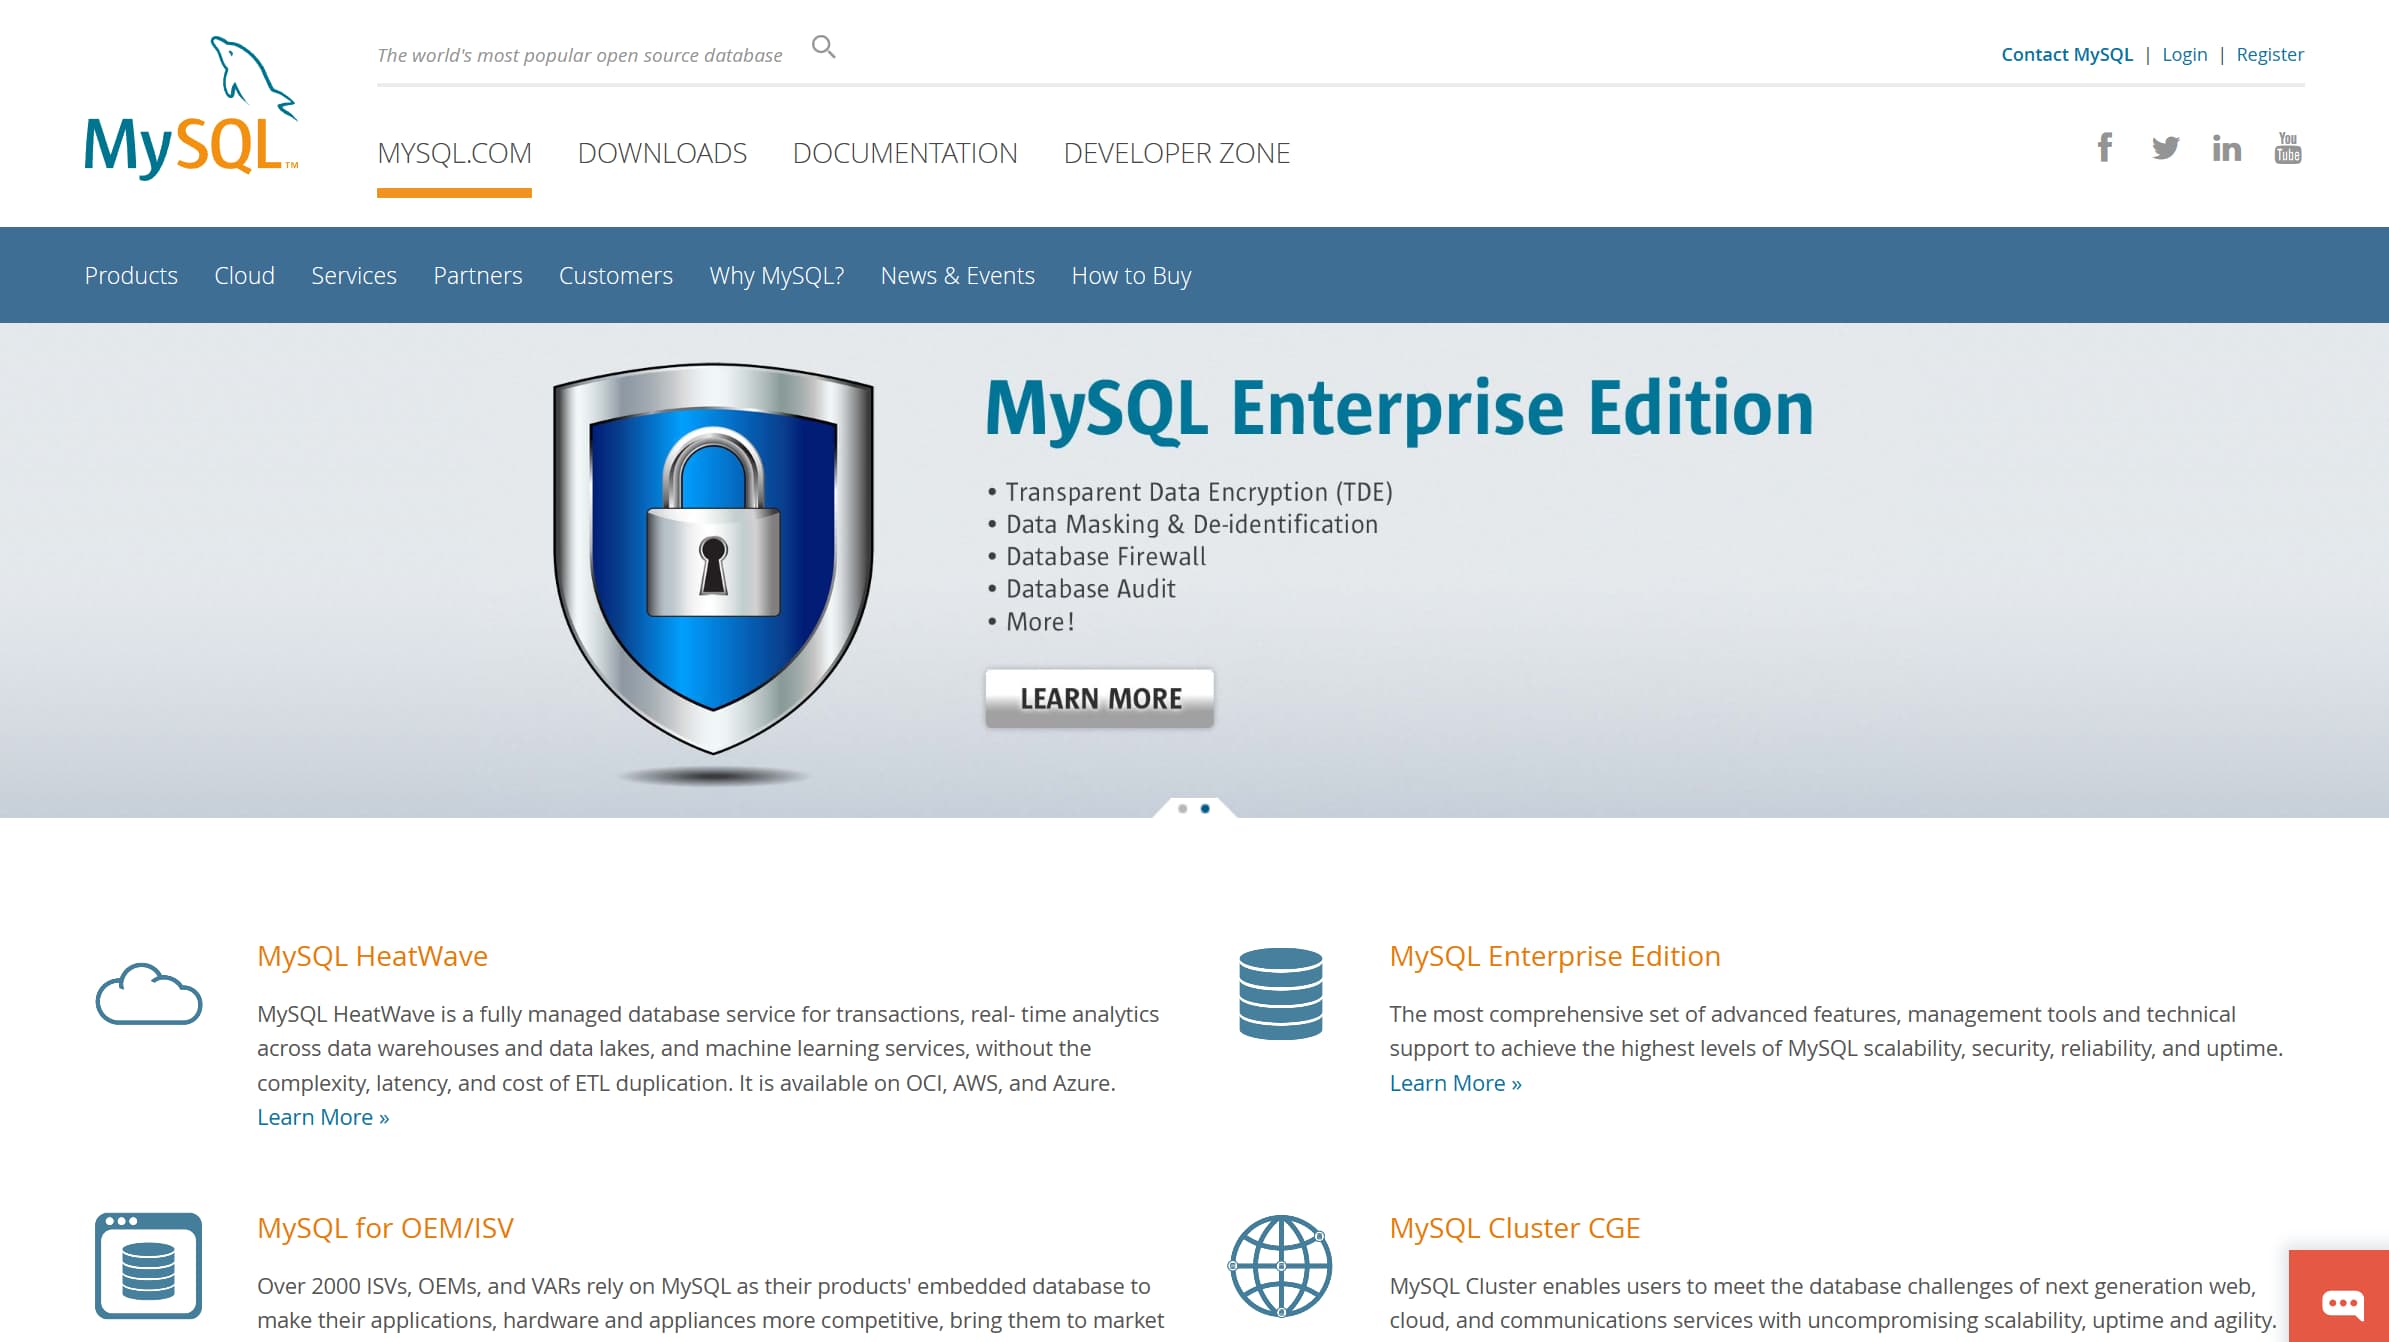 The world's most popular open source database
Contact MySQL | Login | Register
MySQL™
MYSQL.COM DOWNLOADS DOCUMENTATION DEVELOPER ZONE
You
Tube
Products Cloud Services Partners Customers Why MySQL? News & Events How to Buy
MySQL Enterprise Edition
• Transparent Data Encryption (TDE)
• Data Masking & De-identification
• Database Firewall
• Database Audit
• More!
LEARN MORE
MySQL HeatWave
MySQL HeatWave is a fully managed database service for transactions, real- time analytics
across data warehouses and data lakes, and machine learning services, without the
complexity, latency, and cost of ETL duplication. It is available on OCI, AWS, and Azure.
Learn More »
MySQL Enterprise Edition
The most comprehensive set of advanced features, management tools and technical
support to achieve the highest levels of MySQL scalability, security, reliability, and uptime.
Learn More »
MySQL for OEM/ISV
Over 2000 ISVs, OEMs, and VARs rely on MySQL as their products' embedded database to
make their applications, hardware and appliances more competitive, bring them to market
MySQL Cluster CGE
MySQL Cluster enables users to meet the database challenges of next generation web,
cloud, and communications services with uncompromising scalability, uptime and agility.